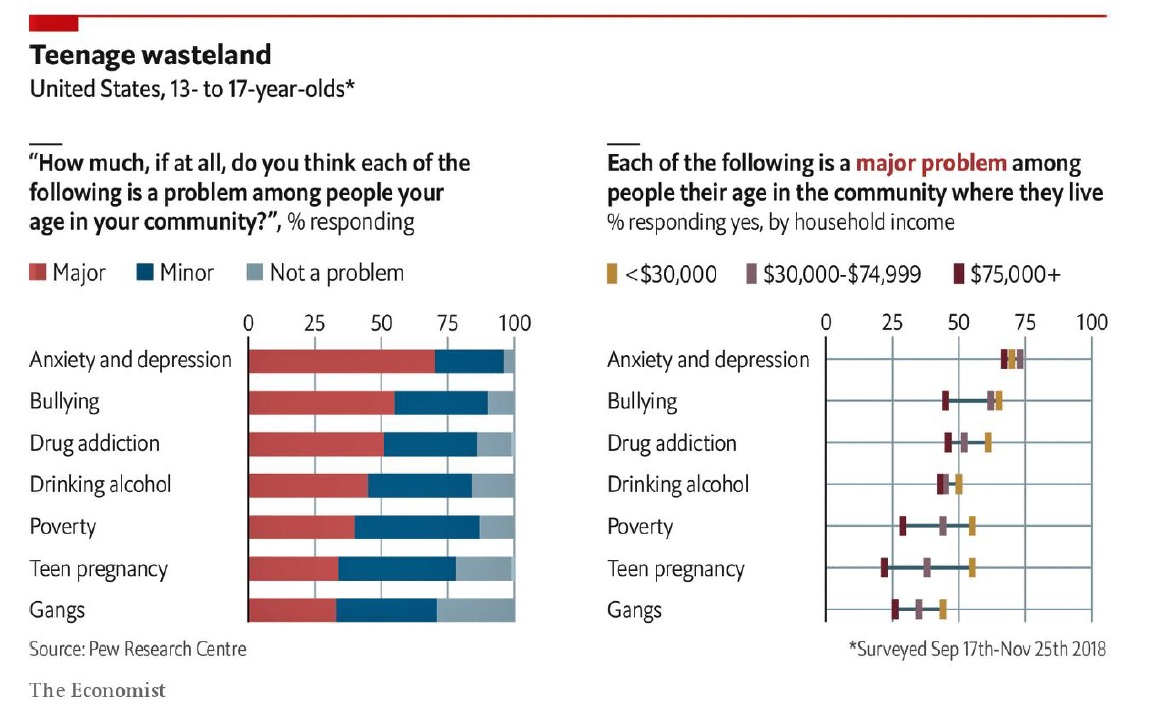 Teenage wasteland
United States, 13- to 17-year-olds*
“How much, if at all, do you think each of the
following is a problem among people your
age in your community?”, % responding
Major Minor Not a problem
0 25 50 75 100
Anxiety and depression
Bullying
Drug addiction
Drinking alcohol
Poverty
Teen pregnancy
Gangs
Each of the following is a major problem among
people their age in the community where they live
% responding yes, by household income
<$30,000 $30,000-$74,999 $75,000+
0 25 50 75 100
Anxiety and depression
Bullying
Drug addiction
Drinking alcohol
Poverty
Teen pregnancy
Gangs
Source: Pew Research Centre
*Surveyed Sep 17th-Nov 25th 2018
The Economist